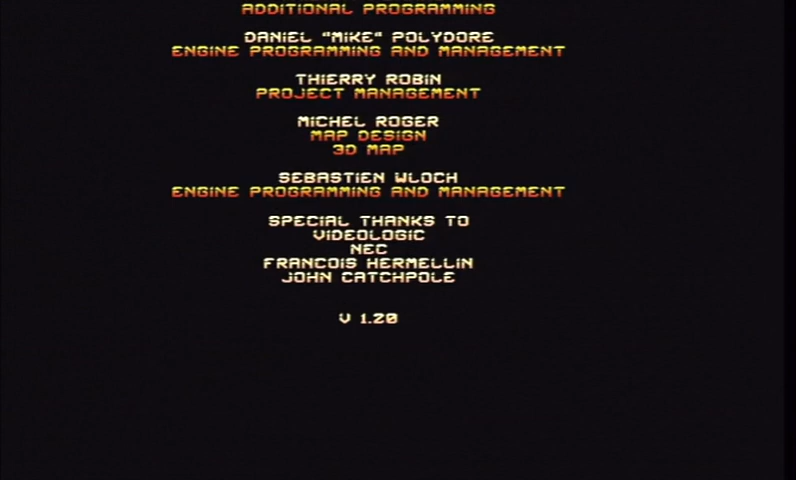 ADDITIONAL PROGRAMMING
DANIEL "MIKE" POLYDORE
ENGINE PROGRAMMING AND MANAGEMENT
THIERRY ROBIN
PROJECT MANAGEMENT
MICHEL ROGER
MAP DESIGN
3D MAP
SEBASTIEN WLOCH
ENGINE PROGRAMMING AND MANAGEMENT
SPECIAL THANKS TO
VIDEOLOGIC
NEC
FRANCOIS HERMELLIN
JOHN CATCHPOLE
V 1.20